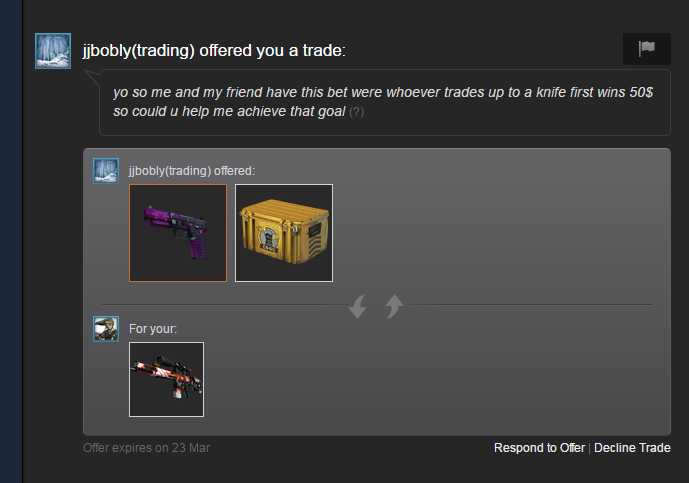 jjbobly(trading) offered you a trade:
yo so me and my friend have this bet were whoever trades up to a knife first wins 50$
so could u help me achieve that goal (?)
jjbobly(trading) offered:
For your:
Offer expires on 23 Mar
Respond to Offer | Decline Trade